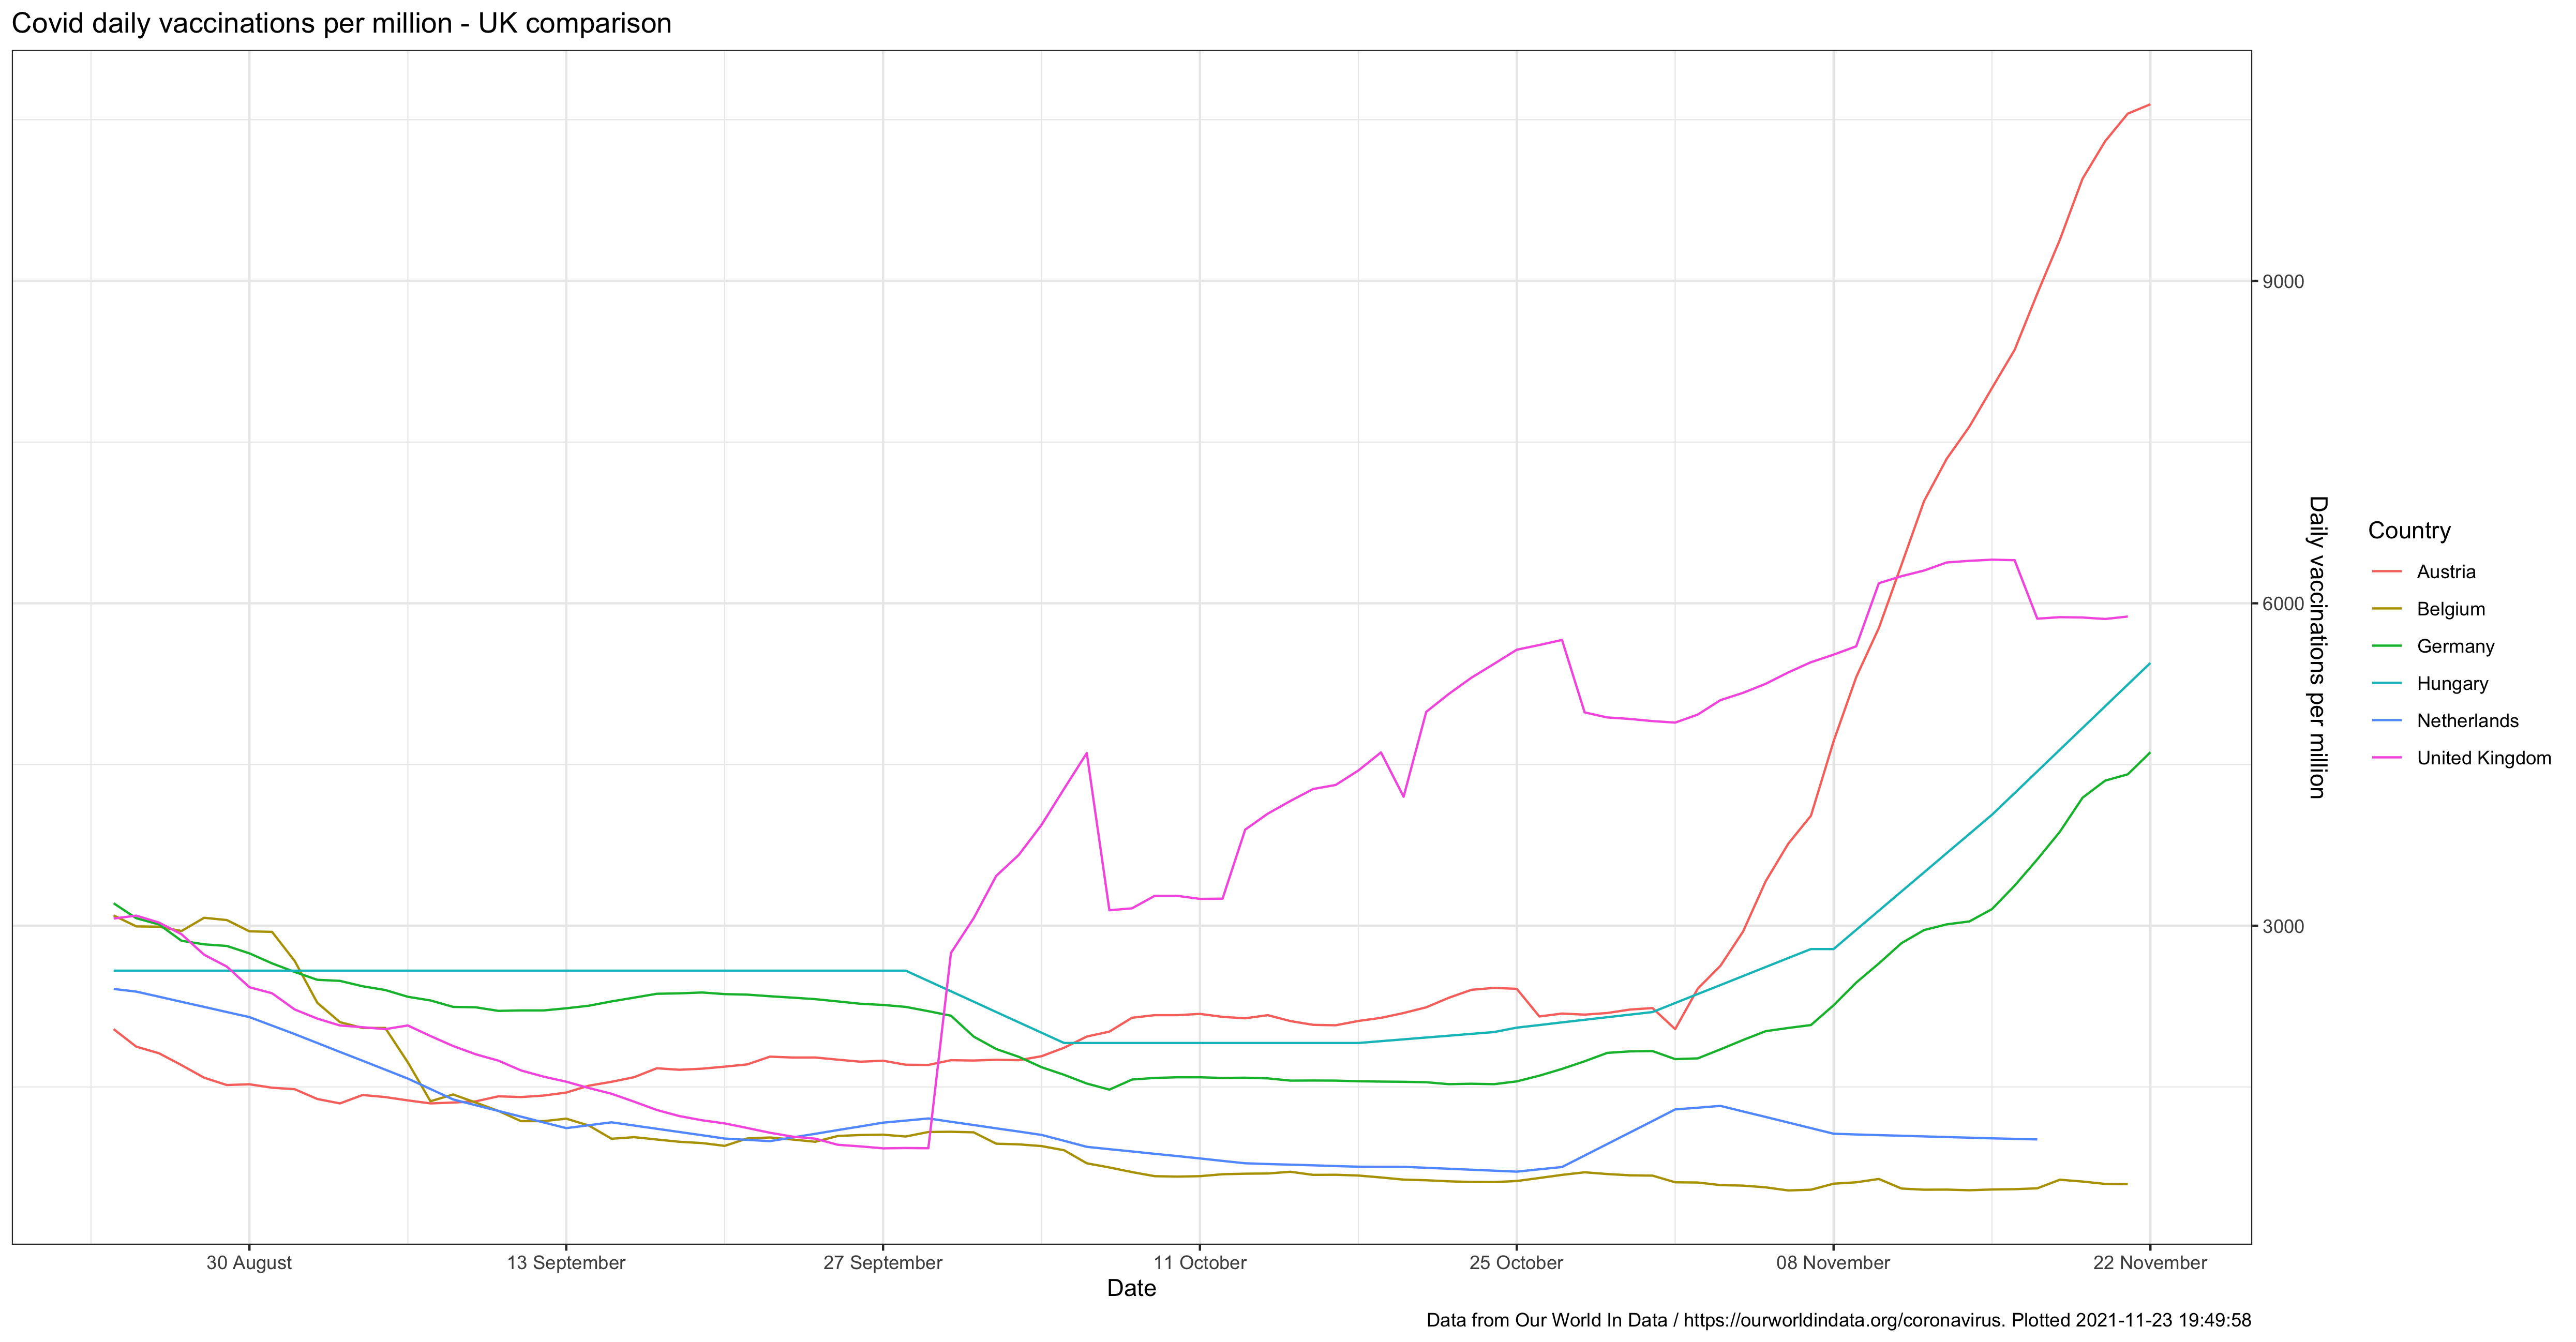 Covid daily vaccinations per million - UK comparison
9000
6000
3000
Daily vaccinations per million
Country
Austria
Belgium
Germany
Hungary
Netherlands
United Kingdom
30 August
13 September
27 September
11 October
25 October
08 November
22 November
Date
Data from Our World In Data / https://ourworldindata.org/coronavirus. Plotted 2021-11-23 19:49:58